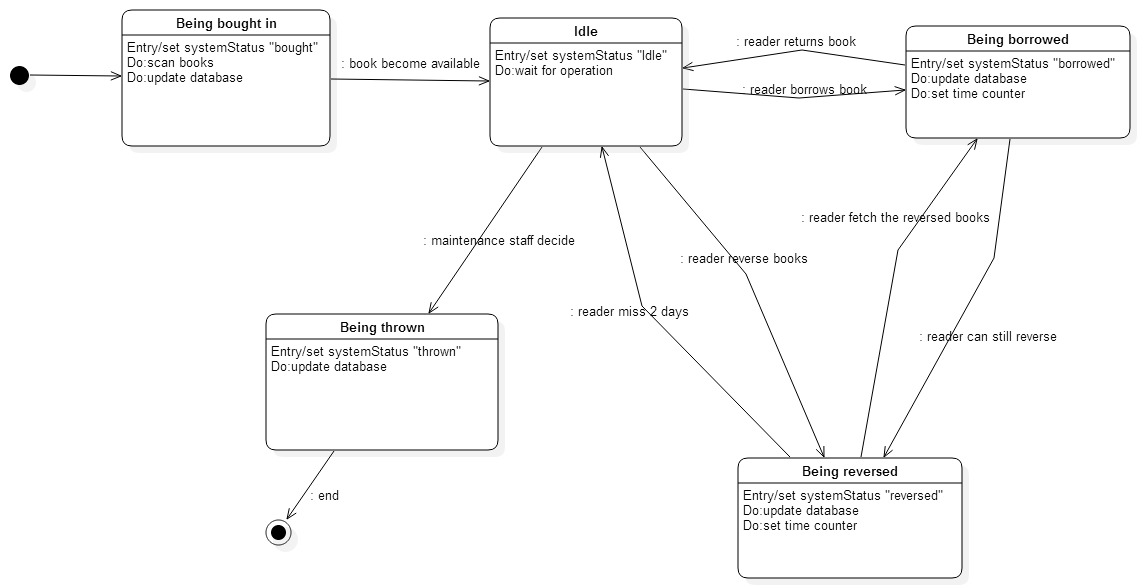 Being bought in
Entry/set systemStatus "bought"
Do:scan books
Do:update database
: book become available
Idle
Entry/set systemStatus "Idle"
Do:wait for operation
: reader returns book
: reader borrows book
Being borrowed
Entry/set systemStatus "borrowed"
Do:update database
Do:set time counter
: maintenance staff decide
: reader reverse books
: reader fetch the reversed books
: reader miss 2 days
: reader can still reverse
Being thrown
Entry/set systemStatus "thrown"
Do:update database
: end
Being reversed
Entry/set systemStatus "reversed"
Do:update database
Do:set time counter